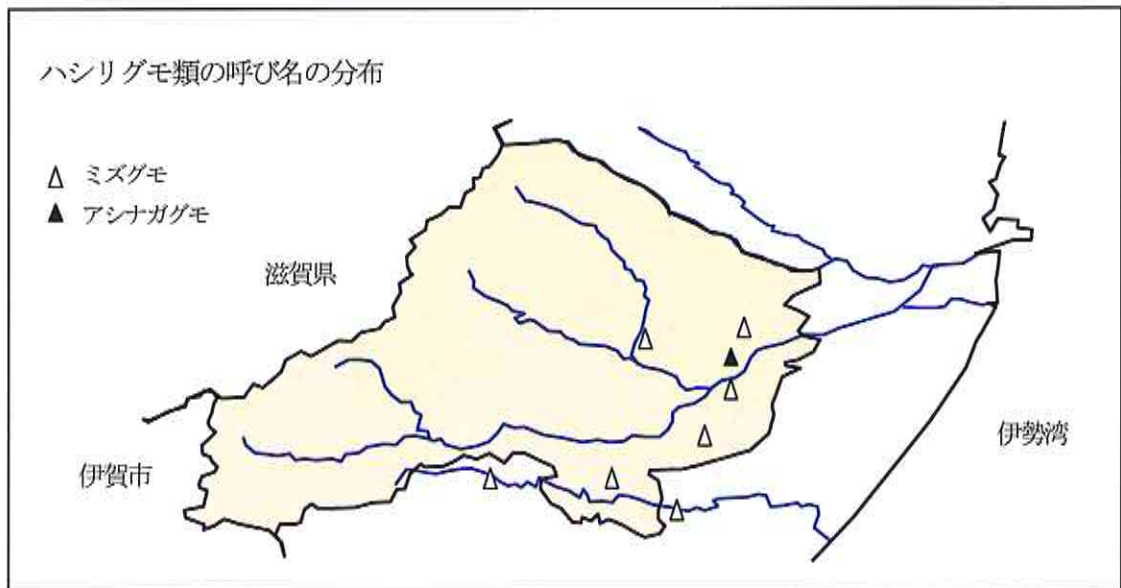 ハシリグモ類の呼び名の分布
ミズグモ
アシナガグモ
滋賀県
伊賀市
伊勢湾